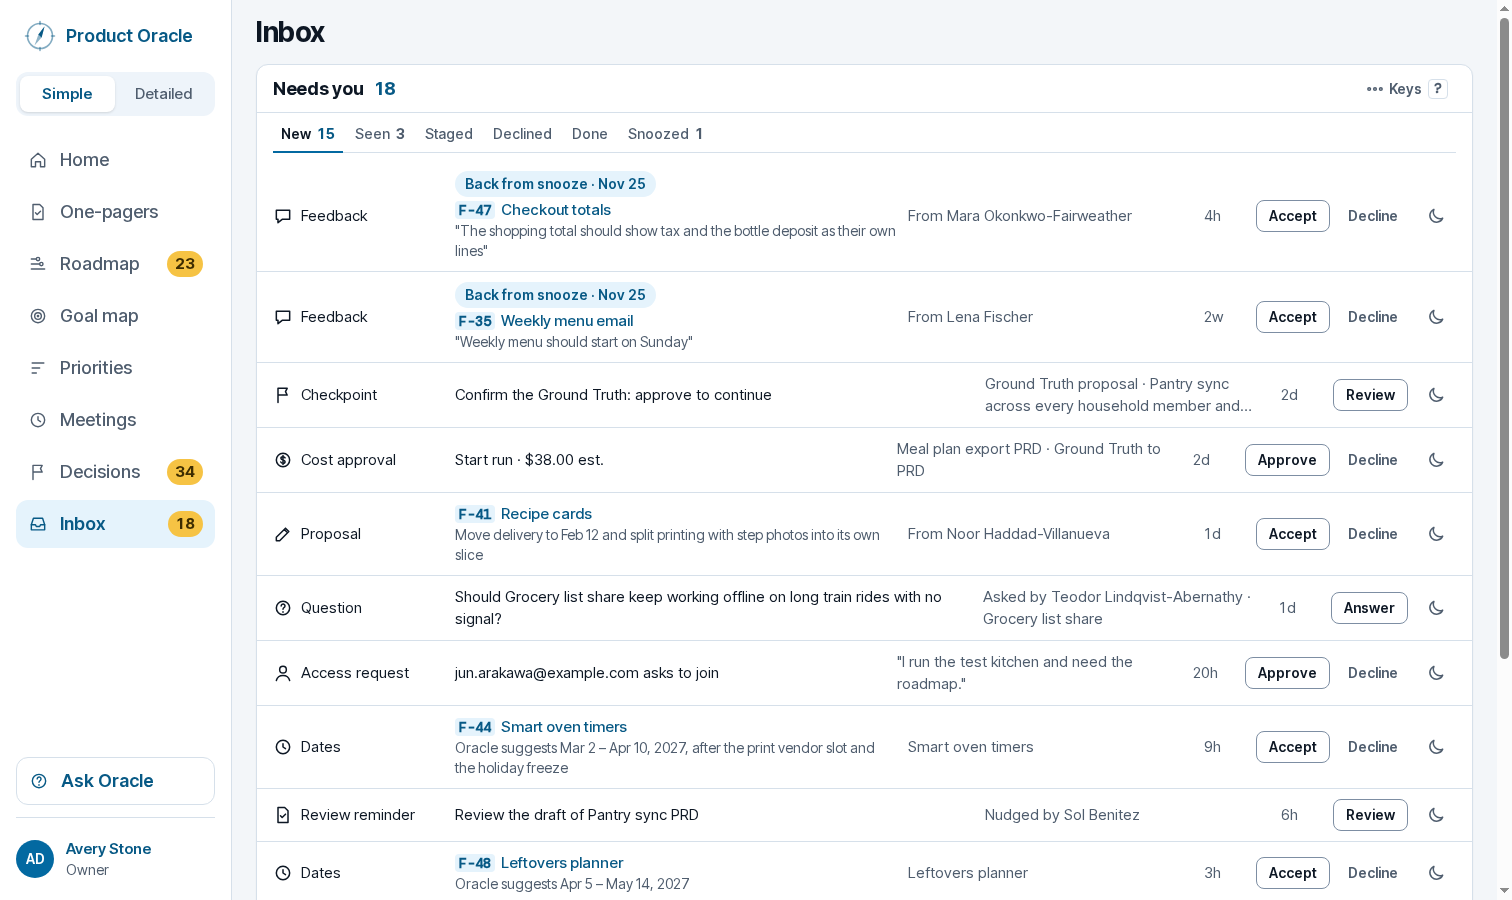 Product Oracle
Simple Detailed
Home
One-pagers
Roadmap 23
Goal map
Priorities
Meetings
Decisions 34
Inbox 18
Ask Oracle
AD Avery Stone
Owner
Inbox
Needs you 18
••• Keys ?
New 15 Seen 3 Staged Declined Done Snoozed 1
Back from snooze · Nov 25
Feedback F-47 Checkout totals From Mara Okonkwo-Fairweather 4h Accept Decline
"The shopping total should show tax and the bottle deposit as their own
lines"
Back from snooze · Nov 25
Feedback F-35 Weekly menu email From Lena Fischer 2w Accept Decline
"Weekly menu should start on Sunday"
Checkpoint Confirm the Ground Truth: approve to continue Ground Truth proposal · Pantry sync 2d Review
across every household member and...
Cost approval Start run · $38.00 est. Meal plan export PRD · Ground Truth to 2d Approve Decline
PRD
Proposal F-41 Recipe cards From Noor Haddad-Villanueva 1d Accept Decline
Move delivery to Feb 12 and split printing with step photos into its own
slice
Question Should Grocery list share keep working offline on long train rides with no Asked by Teodor Lindqvist-Abernathy · 1d Answer
signal? Grocery list share
Access request jun.arakawa@example.com asks to join "I run the test kitchen and need the 20h Approve Decline
roadmap."
Dates F-44 Smart oven timers Smart oven timers 9h Accept Decline
Oracle suggests Mar 2 – Apr 10, 2027, after the print vendor slot and
the holiday freeze
Review reminder Review the draft of Pantry sync PRD Nudged by Sol Benitez 6h Review
Dates F-48 Leftovers planner Leftovers planner 3h Accept Decline
Oracle suggests Apr 5 – May 14, 2027